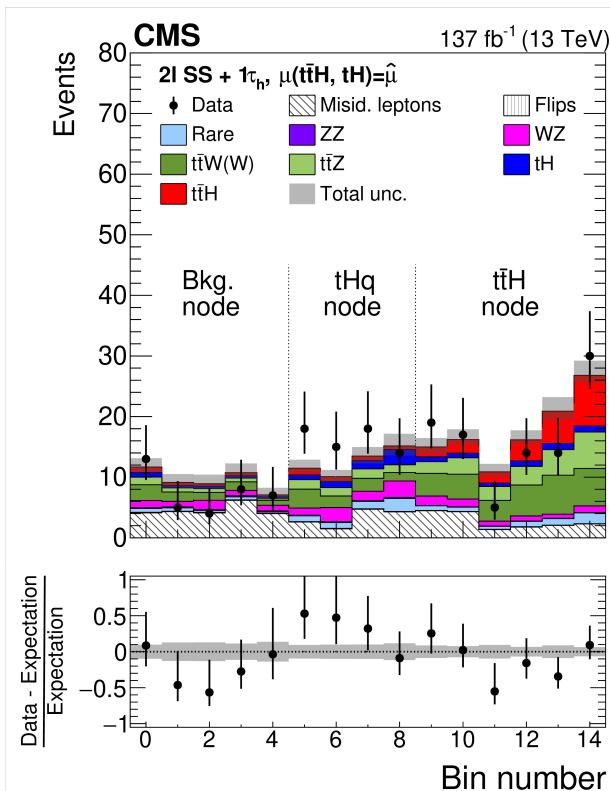 CMS 137 fb⁻¹ (13 TeV)
2l SS + 1τₕ, μ(tt̄H, tH)=μ̂
Data Misid. leptons Flips
Rare ZZ WZ
tt̄W(W) tt̄Z tH
tt̄H Total unc.
Bkg. node
tHq node
tt̄H node
Events
80
70
60
50
40
30
20
10
0
Data - Expectation
Expectation
1
0.5
0
−0.5
−1
0 2 4 6 8 10 12 14
Bin number